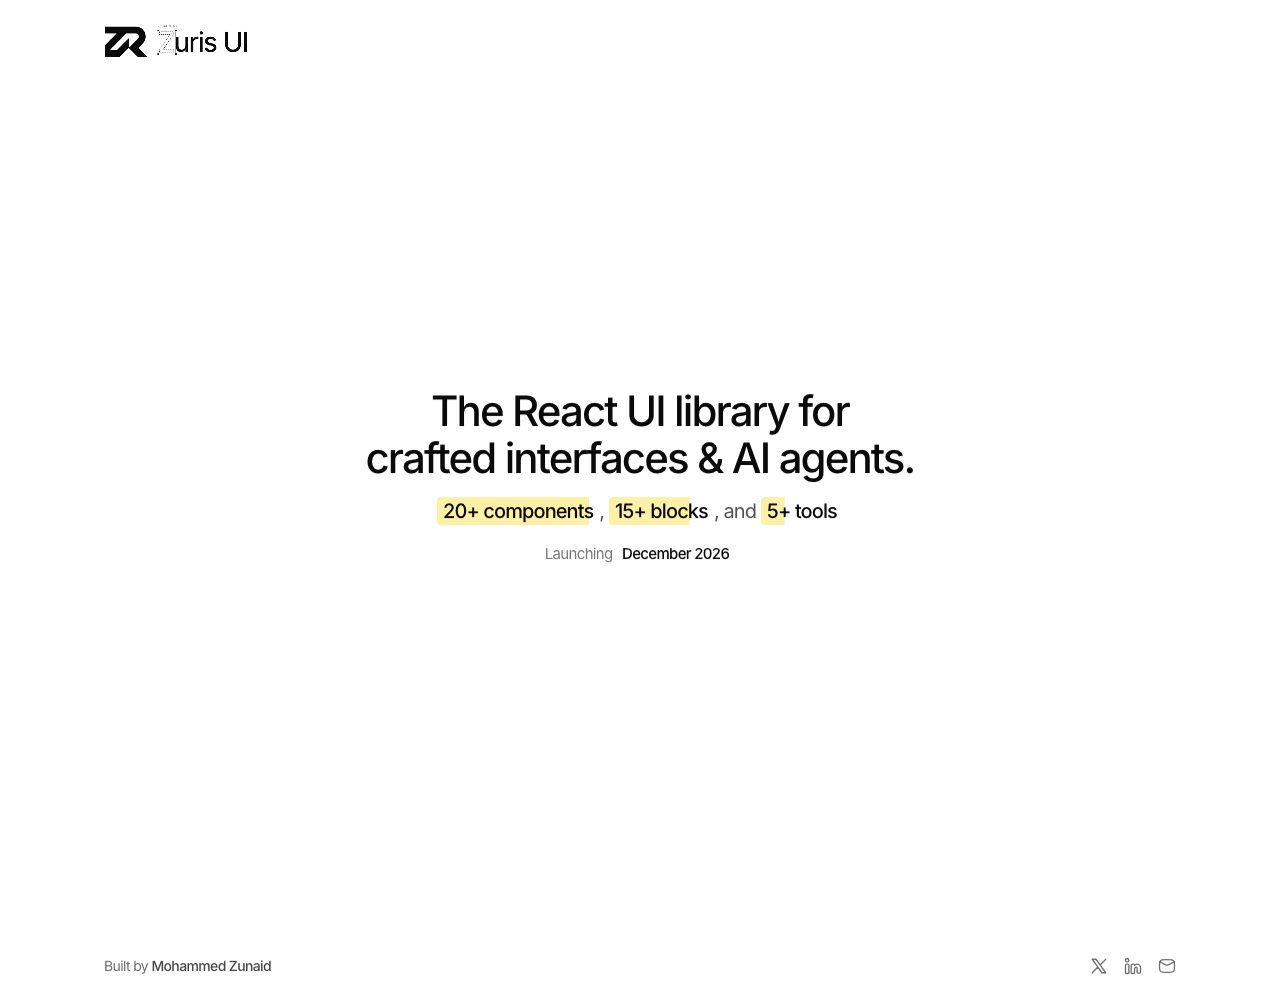 Zuris UI
The React UI library for
crafted interfaces & AI agents.
20+ components , 15+ blocks , and 5+ tools
Launching December 2026
Built by Mohammed Zunaid